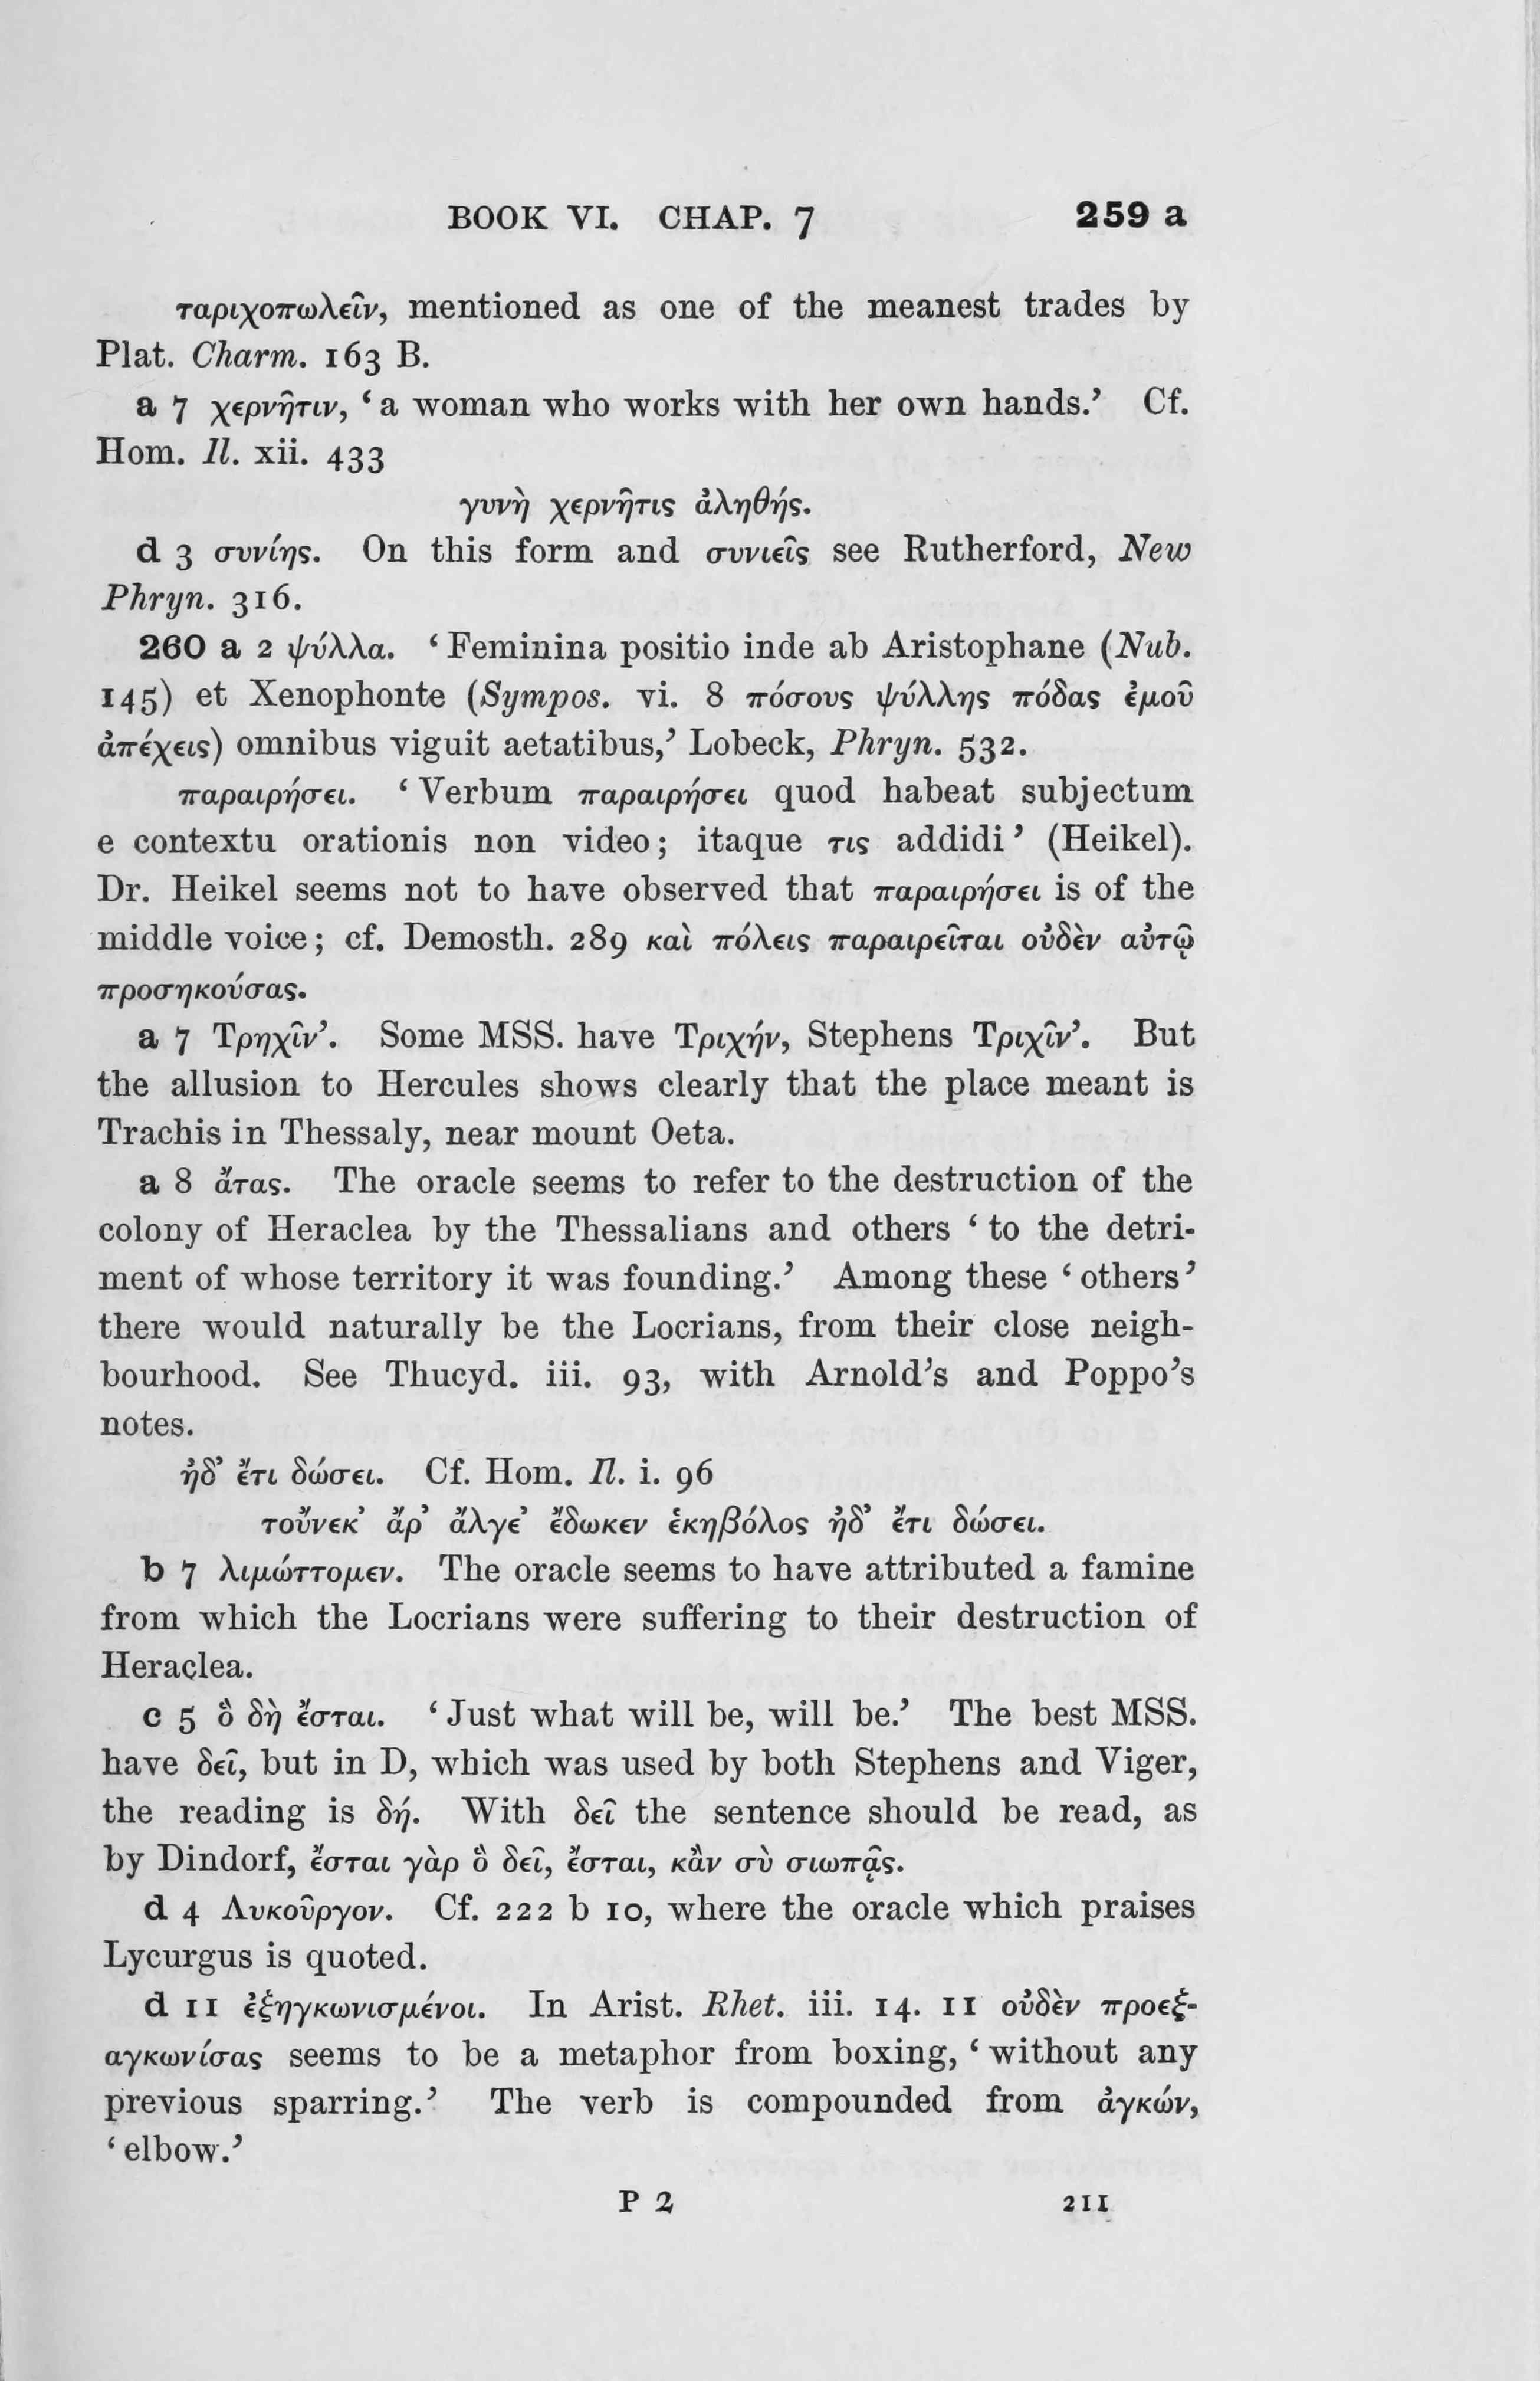 BOOK VI. CHAP. 7 259 a
ταριχοπωλεῖν, mentioned as one of the meanest trades by
Plat. Charm. 163 B.
a 7 χερνῆτιν, ‘a woman who works with her own hands.’ Cf.
Hom. Il. xii. 433
γυνὴ χερνῆτις ἀληθής.
d 3 συνίης. On this form and συνιεῖς see Rutherford, New
Phryn. 316.
260 a 2 ψύλλα. ‘Feminina positio inde ab Aristophane (Nub.
145) et Xenophonte (Sympos. vi. 8 πόσους ψύλλης πόδας ἐμοῦ
ἀπέχεις) omnibus viguit aetatibus,’ Lobeck, Phryn. 532.
παραιρήσει. ‘Verbum παραιρήσει quod habeat subjectum
e contextu orationis non video; itaque τις addidi’ (Heikel).
Dr. Heikel seems not to have observed that παραιρήσει is of the
middle voice; cf. Demosth. 289 καὶ πόλεις παραιρεῖται οὐδὲν αὐτῷ
προσηκούσας.
a 7 Τρηχῖν’. Some MSS. have Τριχήν, Stephens Τριχῖν’. But
the allusion to Hercules shows clearly that the place meant is
Trachis in Thessaly, near mount Oeta.
a 8 ἄτας. The oracle seems to refer to the destruction of the
colony of Heraclea by the Thessalians and others ‘to the detri-
ment of whose territory it was founding.’ Among these ‘others’
there would naturally be the Locrians, from their close neigh-
bourhood. See Thucyd. iii. 93, with Arnold’s and Poppo’s
notes.
ἠδ’ ἔτι δώσει. Cf. Hom. Il. i. 96
τοὔνεκ’ ἄρ’ ἄλγε’ ἔδωκεν ἑκηβόλος ἠδ’ ἔτι δώσει.
b 7 λιμώττομεν. The oracle seems to have attributed a famine
from which the Locrians were suffering to their destruction of
Heraclea.
c 5 ὃ δὴ ἔσται. ‘Just what will be, will be.’ The best MSS.
have δεῖ, but in D, which was used by both Stephens and Viger,
the reading is δή. With δεῖ the sentence should be read, as
by Dindorf, ἔσται γὰρ ὃ δεῖ, ἔσται, κἂν σὺ σιωπᾷς.
d 4 Λυκοῦργον. Cf. 222 b 10, where the oracle which praises
Lycurgus is quoted.
d 11 ἐξηγκωνισμένοι. In Arist. Rhet. iii. 14. 11 οὐδὲν προεξ-
αγκωνίσας seems to be a metaphor from boxing, ‘without any
previous sparring.’ The verb is compounded from ἀγκών,
‘elbow.’
P 2 211